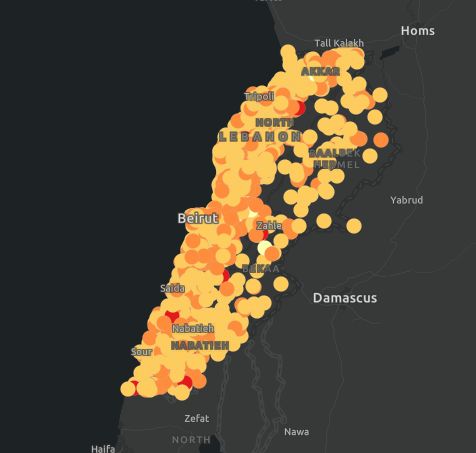 Homs
Tall Kalakh
AKKAR
Tripoli
NORTH
LEBANON
BAALBEK
HERMEL
Yabrud
Beirut
Zahle
BEKAA
Saida
Damascus
Nabatieh
NABATIEH
Sour
Zefat
Nawa
NORTH
Haifa